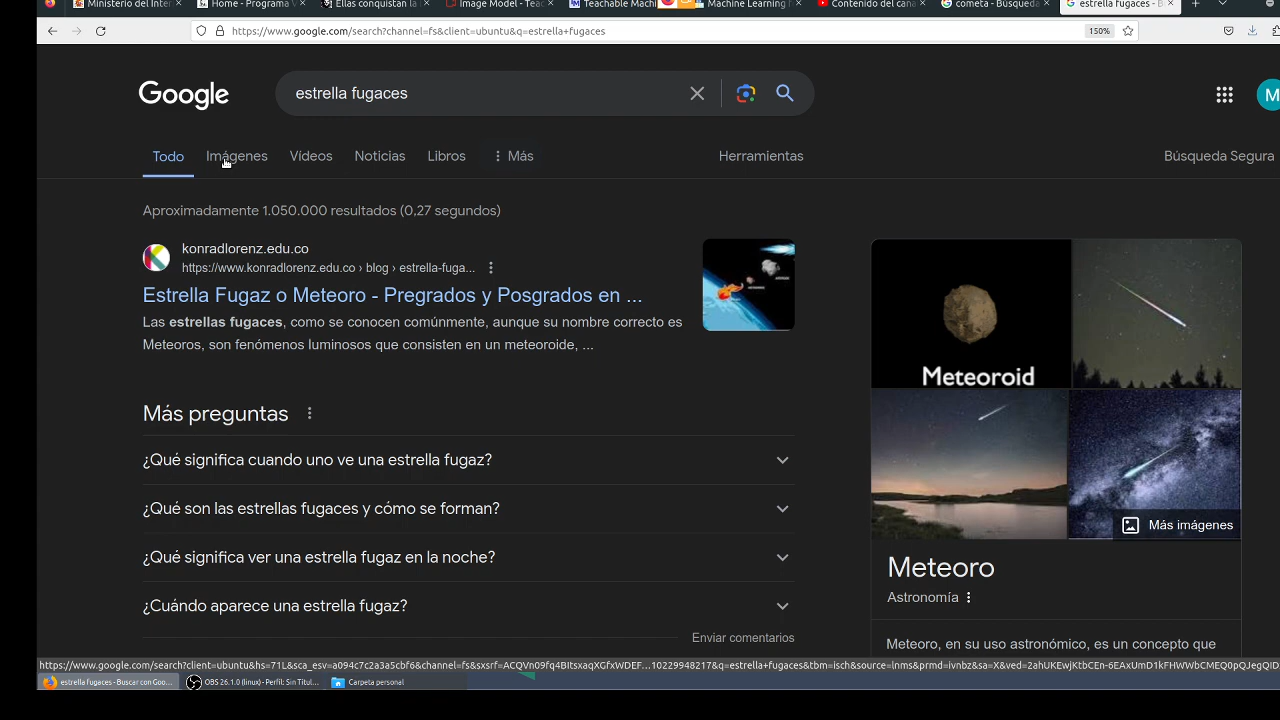 Ministerio del Inter
Home - Programa V
Ellas conquistan la
Image Model - Teac
Teachable Machi
Machine Learning f
Contenido del cana
cometa - Búsqueda
estrella fugaces - B
https://www.google.com/search?channel=fs&client=ubuntu&q=estrella+fugaces
150%
Google
estrella fugaces
M
Todo
Imágenes
Vídeos
Noticias
Libros
Más
Herramientas
Búsqueda Segura
Aproximadamente 1.050.000 resultados (0,27 segundos)
konradlorenz.edu.co
https://www.konradlorenz.edu.co › blog › estrella-fuga...
Estrella Fugaz o Meteoro - Pregrados y Posgrados en ...
Las estrellas fugaces, como se conocen comúnmente, aunque su nombre correcto es
Meteoros, son fenómenos luminosos que consisten en un meteoroide, ...
Más preguntas
¿Qué significa cuando uno ve una estrella fugaz?
¿Qué son las estrellas fugaces y cómo se forman?
¿Qué significa ver una estrella fugaz en la noche?
¿Cuándo aparece una estrella fugaz?
Enviar comentarios
Meteoroid
Más imágenes
Meteoro
Astronomía
Meteoro, en su uso astronómico, es un concepto que
estrella fugaces - Buscar con Goo...
OBS 26.1.0 (linux) - Perfil: Sin Titul...
Carpeta personal